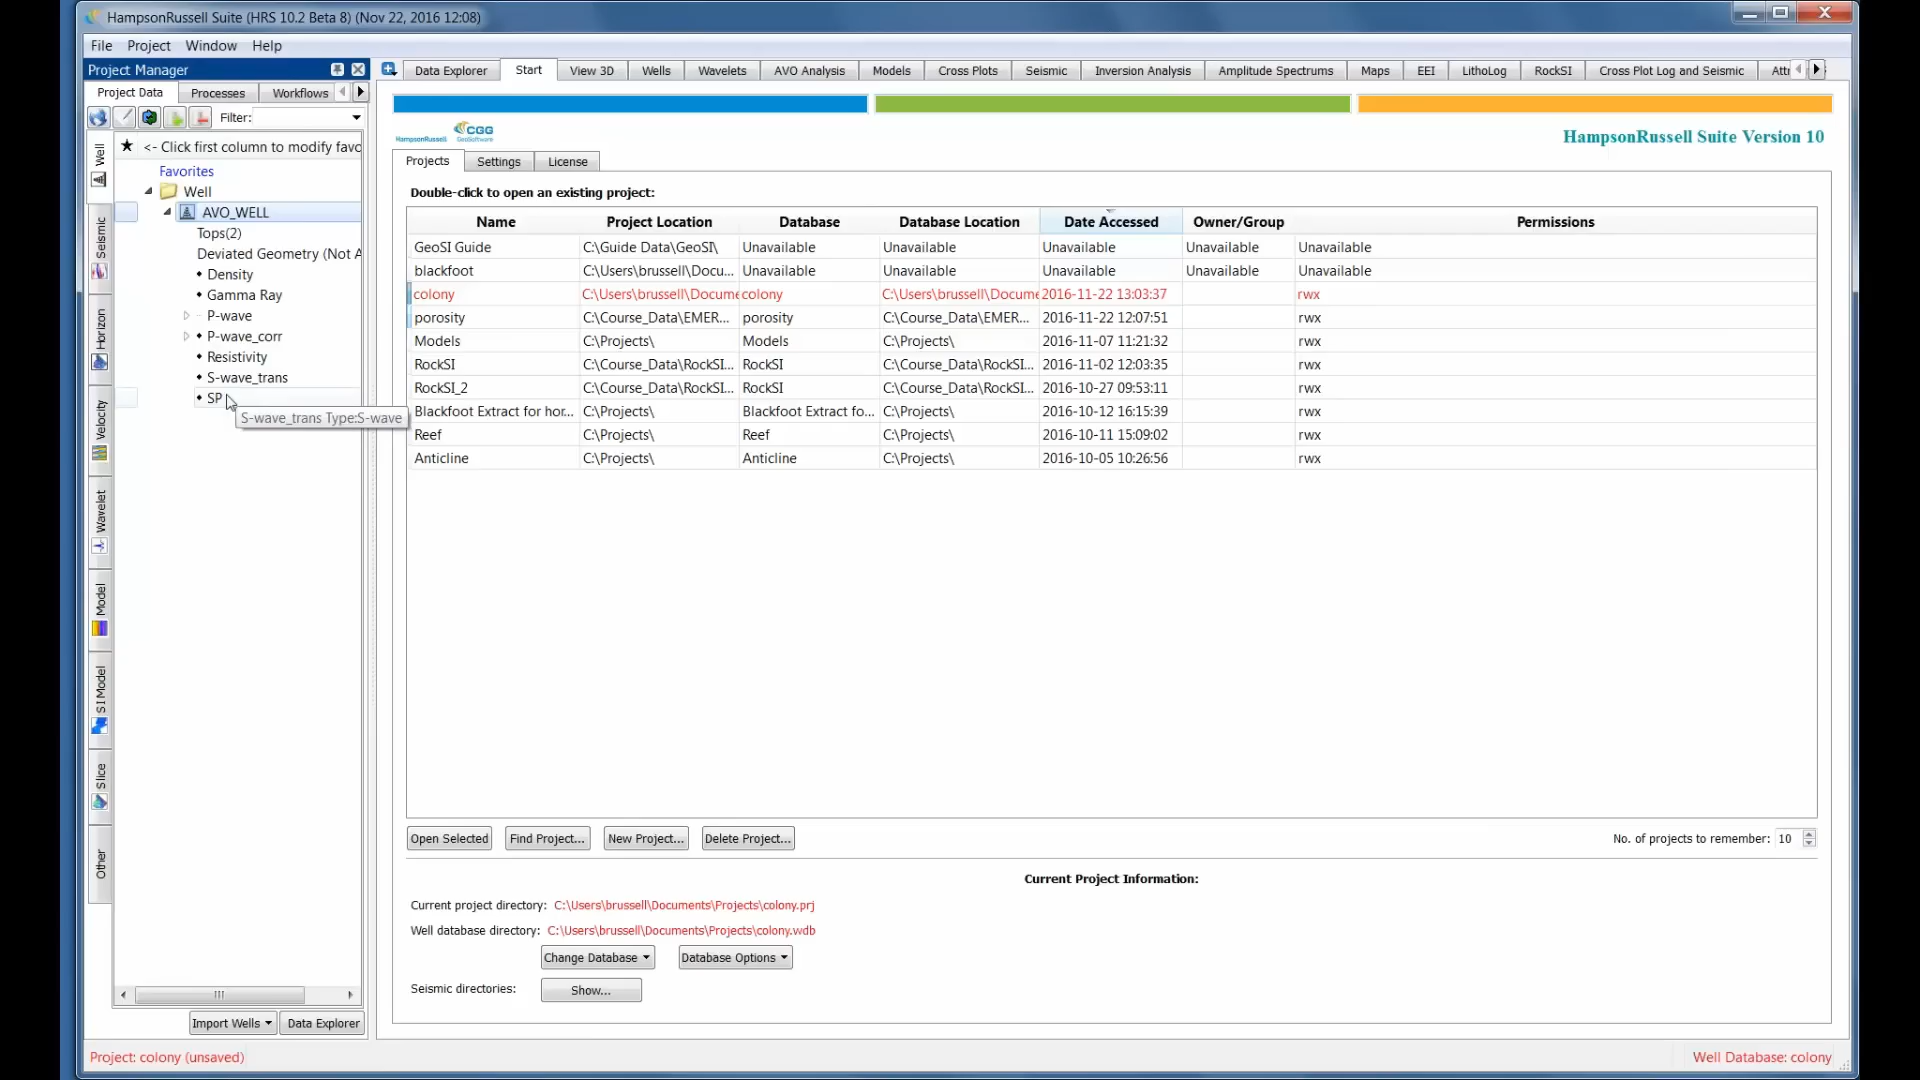 HampsonRussell Suite (HRS 10.2 Beta 8) (Nov 22, 2016 12:08)
File Project Window Help
Project Manager
Data Explorer Start View 3D Wells Wavelets AVO Analysis Models Cross Plots Seismic Inversion Analysis Amplitude Spectrums Maps EEI LithoLog RockSI Cross Plot Log and Seismic Att
Project Data Processes Workflows
Filter:
<- Click first column to modify favo
Favorites
Well
AVO_WELL
Tops(2)
Deviated Geometry (Not A
Density
Gamma Ray
P-wave
P-wave_corr
Resistivity
S-wave_trans
SP
S-wave_trans Type:S-wave
Well
Seismic
Horizon
Velocity
Wavelet
Model
SI Model
Slice
Other
Import Wells Data Explorer
HampsonRussell CGG GeoSoftware
HampsonRussell Suite Version 10
Projects Settings License
Double-click to open an existing project:
Name Project Location Database Database Location Date Accessed Owner/Group Permissions
GeoSI Guide C:\Guide Data\GeoSI\ Unavailable Unavailable Unavailable Unavailable Unavailable
blackfoot C:\Users\brussell\Docu... Unavailable Unavailable Unavailable Unavailable Unavailable
colony C:\Users\brussell\Docume colony C:\Users\brussell\Docume 2016-11-22 13:03:37 rwx
porosity C:\Course_Data\EMER... porosity C:\Course_Data\EMER... 2016-11-22 12:07:51 rwx
Models C:\Projects\ Models C:\Projects\ 2016-11-07 11:21:32 rwx
RockSI C:\Course_Data\RockSI... RockSI C:\Course_Data\RockSI... 2016-11-02 12:03:35 rwx
RockSI_2 C:\Course_Data\RockSI... RockSI C:\Course_Data\RockSI... 2016-10-27 09:53:11 rwx
Blackfoot Extract for hor... C:\Projects\ Blackfoot Extract fo... C:\Projects\ 2016-10-12 16:15:39 rwx
Reef C:\Projects\ Reef C:\Projects\ 2016-10-11 15:09:02 rwx
Anticline C:\Projects\ Anticline C:\Projects\ 2016-10-05 10:26:56 rwx
Open Selected Find Project... New Project... Delete Project... No. of projects to remember: 10
Current Project Information:
Current project directory: C:\Users\brussell\Documents\Projects\colony.prj
Well database directory: C:\Users\brussell\Documents\Projects\colony.wdb
Change Database Database Options
Seismic directories: Show...
Project: colony (unsaved) Well Database: colony